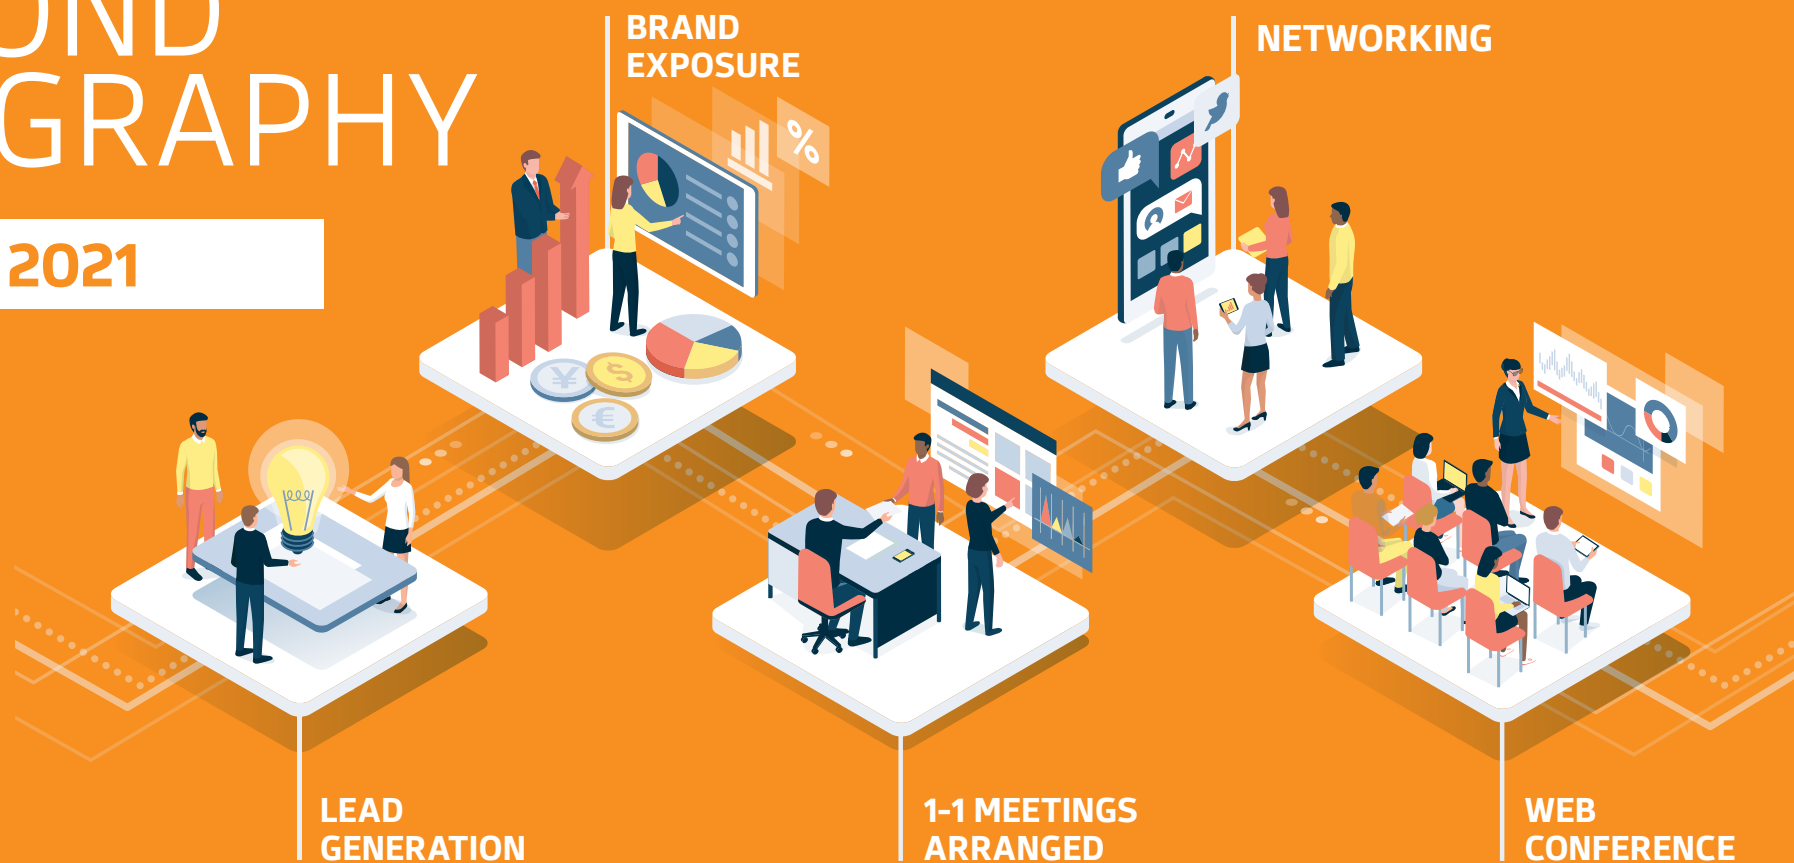 GRAPHY
2021
BRAND
EXPOSURE
%
NETWORKING
¥
$
€
LEAD
GENERATION
1-1 MEETINGS
ARRANGED
WEB
CONFERENCE